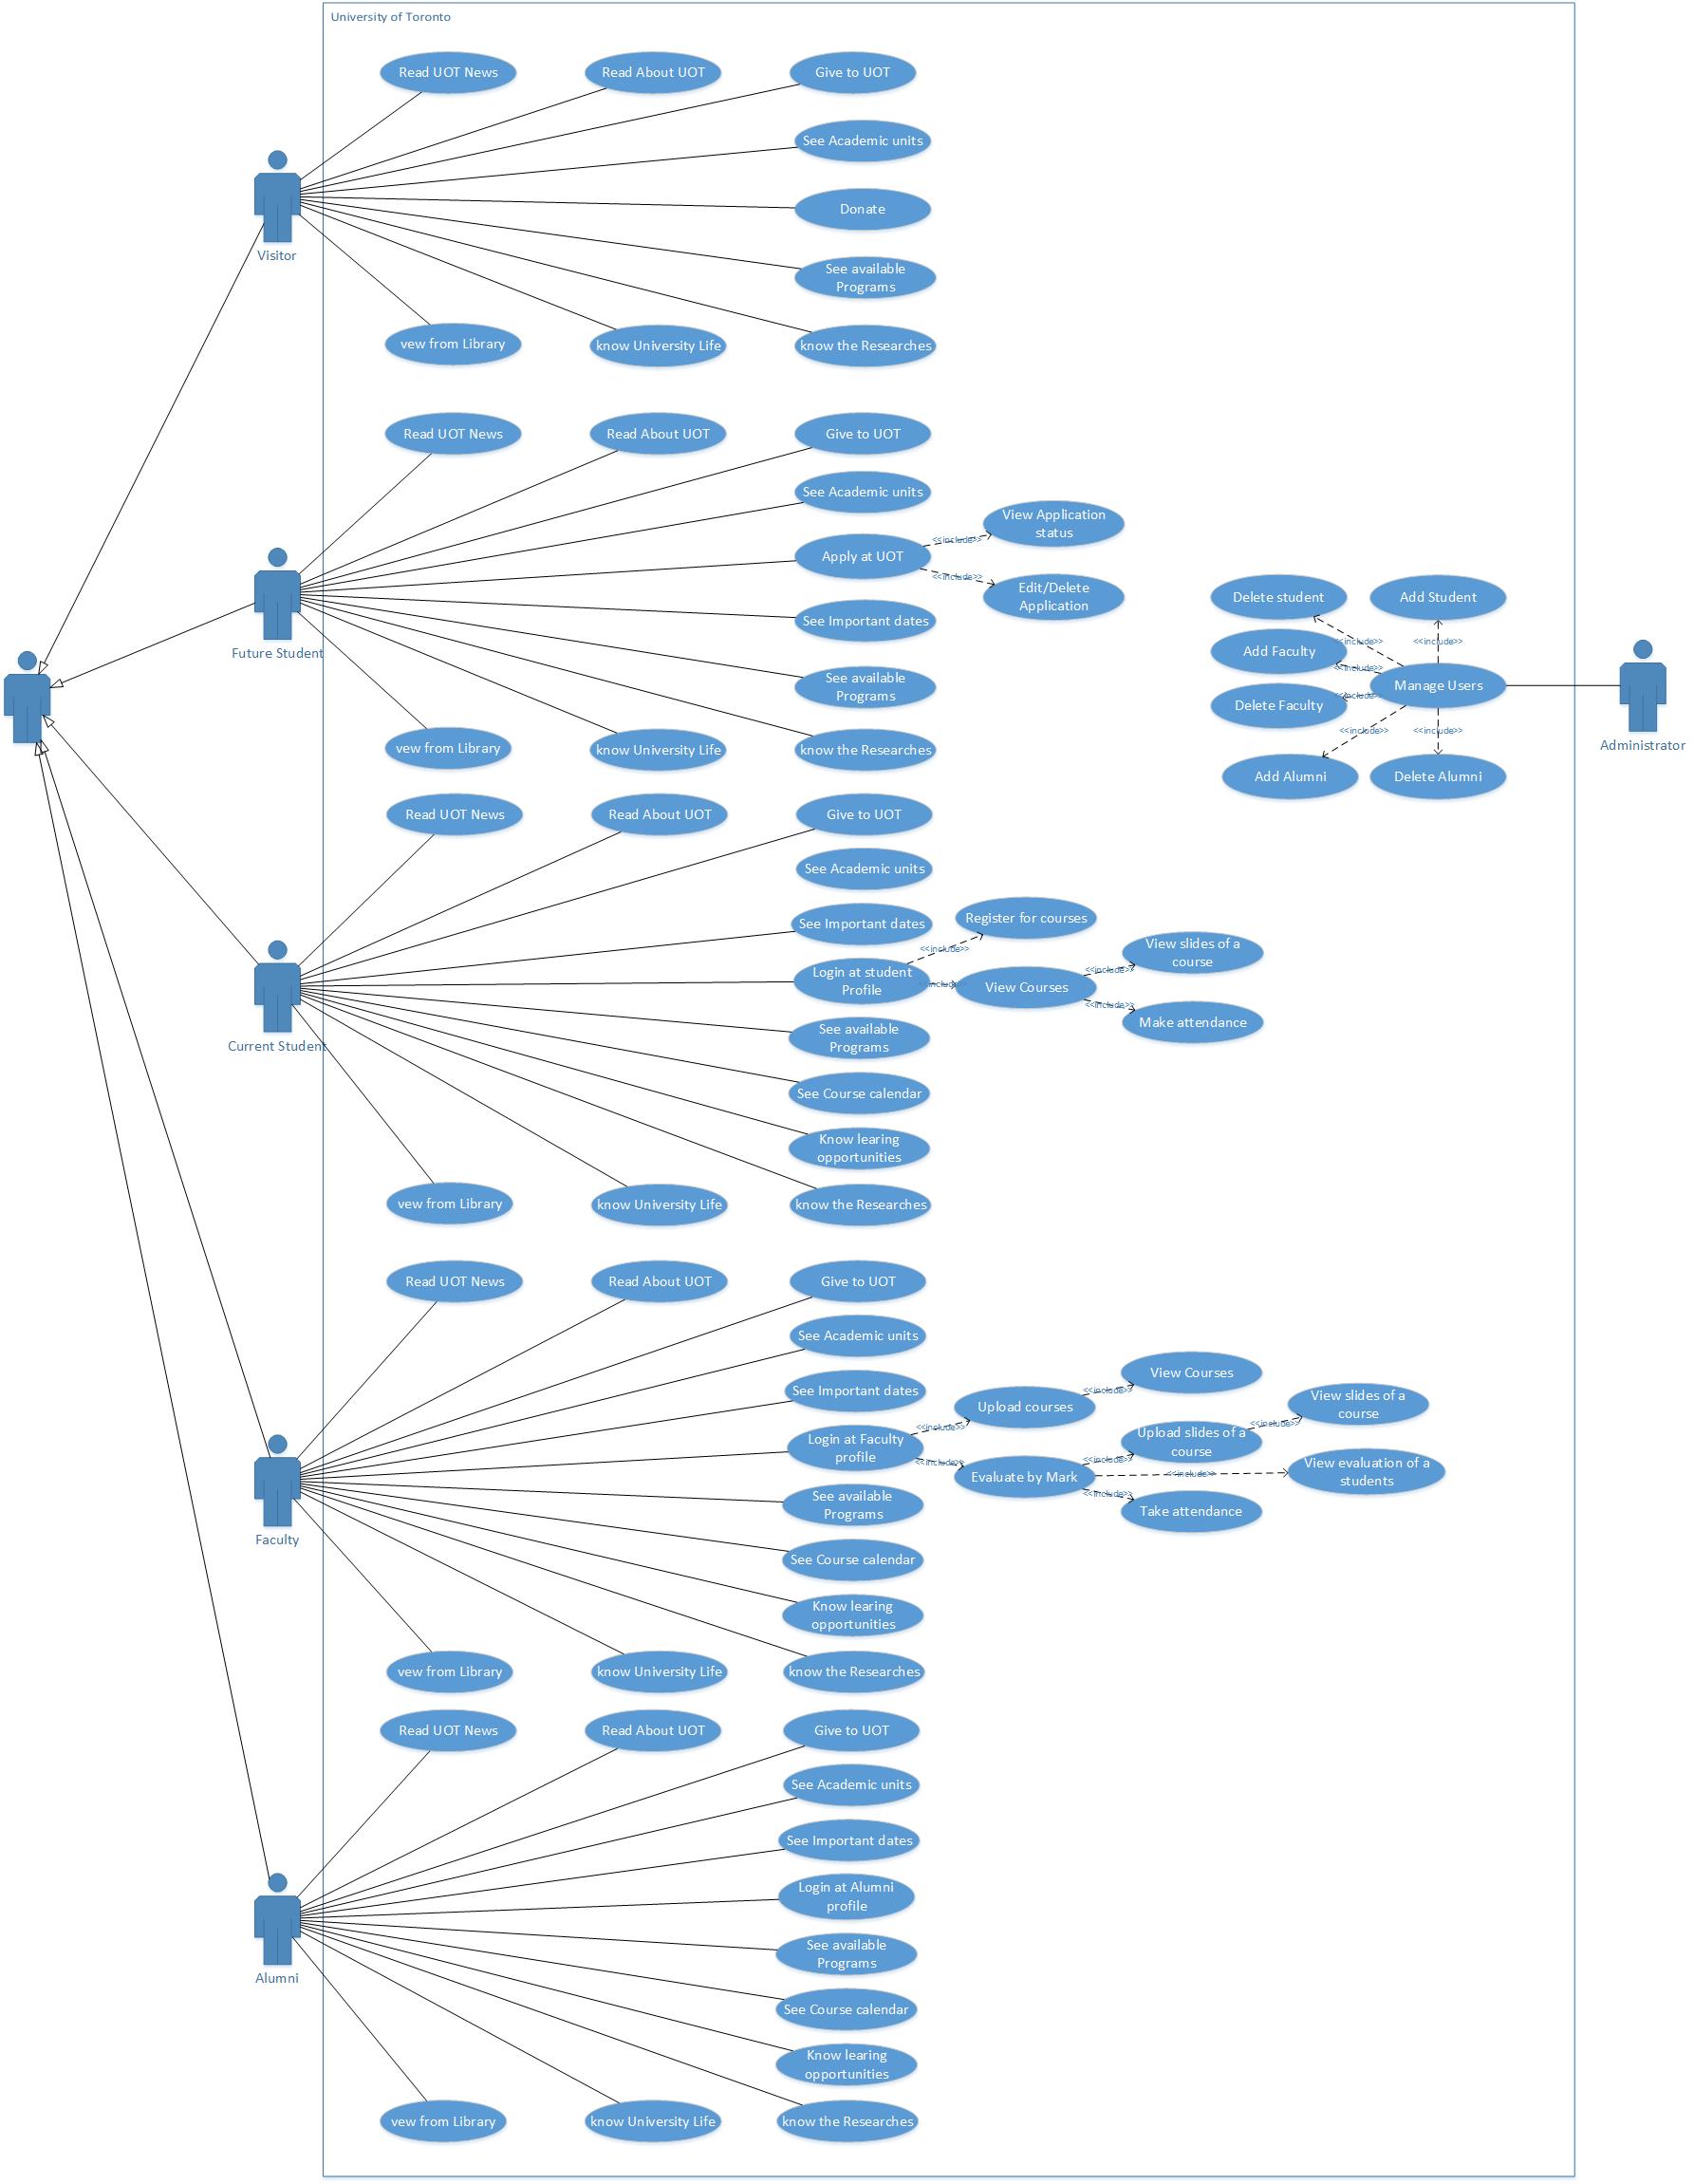 University of Toronto
Read UOT News
Read About UOT
Give to UOT
See Academic units
Donate
Visitor
See available
Programs
vew from Library
know University Life
know the Researches
Read UOT News
Read About UOT
Give to UOT
See Academic units
View Application
status
<<include>>
Apply at UOT
<<include>>
Edit/Delete
Application
See Important dates
Future Student
See available
Programs
vew from Library
know University Life
know the Researches
Delete student
Add Student
<<include>>
<<include>>
Add Faculty
<<include>>
Manage Users
<<include>>
Delete Faculty
<<include>>
<<include>>
Add Alumni
Delete Alumni
Administrator
Read UOT News
Read About UOT
Give to UOT
See Academic units
See Important dates
Register for courses
<<include>>
Login at student
Profile
<<include>>
View Courses
<<include>>
View slides of a
course
<<include>>
Make attendance
Current Student
See available
Programs
See Course calendar
Know learing
opportunities
vew from Library
know University Life
know the Researches
Read UOT News
Read About UOT
Give to UOT
See Academic units
See Important dates
Login at Faculty
profile
<<include>>
Upload courses
<<include>>
View Courses
<<include>>
Evaluate by Mark
<<include>>
Upload slides of a
course
<<include>>
View slides of a
course
<<include>>
View evaluation of a
students
<<include>>
Take attendance
Faculty
See available
Programs
See Course calendar
Know learing
opportunities
vew from Library
know University Life
know the Researches
Read UOT News
Read About UOT
Give to UOT
See Academic units
See Important dates
Login at Alumni
profile
Alumni
See available
Programs
See Course calendar
Know learing
opportunities
vew from Library
know University Life
know the Researches